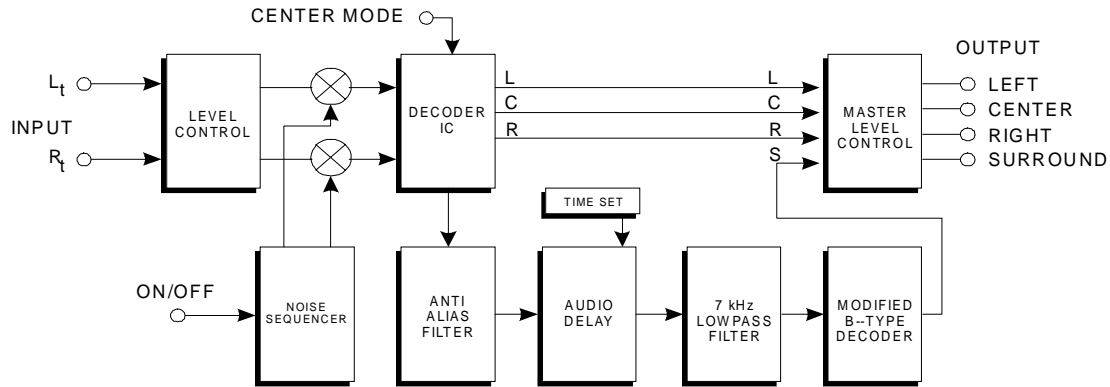 CENTER MODE
OUTPUT
Lt
INPUT
Rt
LEVEL
CONTROL
DECODER
IC
L
C
R
L
C
R
S
MASTER
LEVEL
CONTROL
LEFT
CENTER
RIGHT
SURROUND
TIME SET
ON/OFF
NOISE
SEQUENCER
ANTI
ALIAS
FILTER
AUDIO
DELAY
7 kHz
LOWPASS
FILTER
MODIFIED
B--TYPE
DECODER